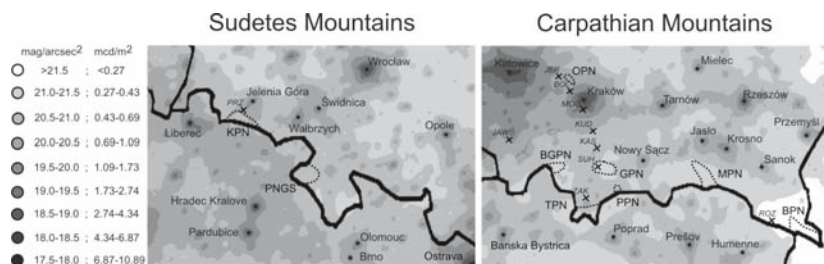 Sudetes Mountains
Carpathian Mountains
mag/arcsec2 ; mcd/m2
>21.5 ; <0.27
21.0-21.5 ; 0.27-0.43
20.5-21.0 ; 0.43-0.69
20.0-20.5 ; 0.69-1.09
19.5-20.0 ; 1.09-1.73
19.0-19.5 ; 1.73-2.74
18.5-19.0 ; 2.74-4.34
18.0-18.5 ; 4.34-6.87
17.5-18.0 ; 6.87-10.89
Wrocław
PRZ
Jelenia Góra
Świdnica
Liberec
KPN
Wałbrzych
Opole
PNGS
Hradec Kralove
Pardubice
Olomouc
Brno
Ostrava
Katowice
OPN
Mielec
Kraków
Tarnów
Rzeszów
KUD
Przemyśl
JAW
KAS
Jasło
Krosno
BGPN
SUH
Nowy Sącz
GPN
MPN
Sanok
ZAK
TPN
PPN
ROZ
BPN
Banska Bystrica
Poprad
Prešov
Humenne